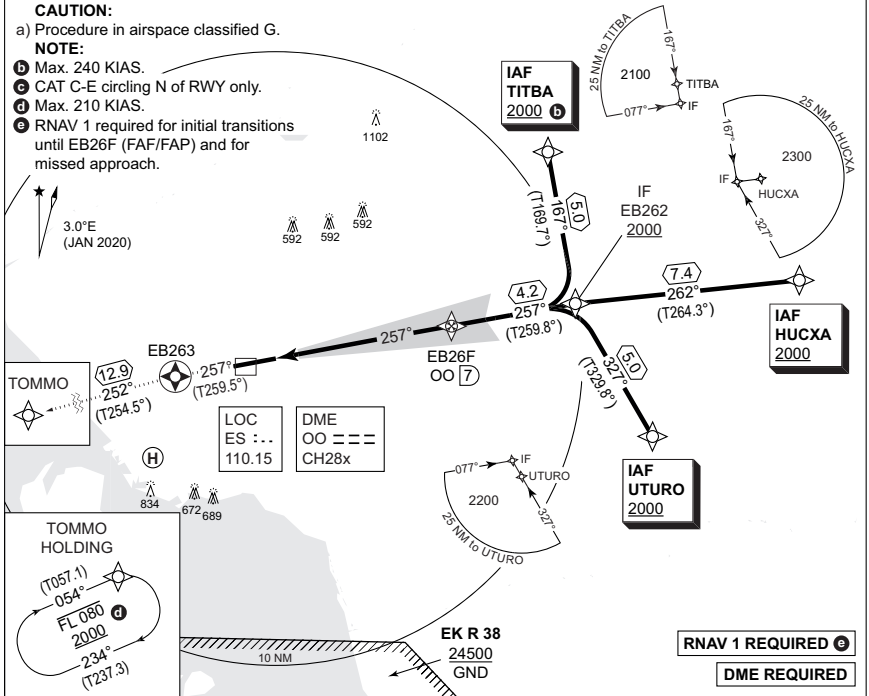 CAUTION:
a) Procedure in airspace classified G.
NOTE:
b Max. 240 KIAS.
c CAT C-E circling N of RWY only.
d Max. 210 KIAS.
e RNAV 1 required for initial transitions
until EB26F (FAF/FAP) and for
missed approach.
3.0°E
(JAN 2020)
1102
592
592
592
IAF
TITBA
2000 b
25 NM to TITBA
167°
2100
TITBA
077°
IF
25 NM to HUCXA
167°
2300
IF
HUCXA
327°
IF
EB262
2000
5.0
167°
(T169.7°)
7.4
262°
(T264.3°)
IAF
HUCXA
2000
4.2
257°
(T259.8°)
257°
EB26F
OO 7
5.0
327°
(T329.8°)
IAF
UTURO
2000
EB263
257°
(T259.5°)
TOMMO
12.9
252°
(T254.5°)
LOC
ES : . .
110.15
DME
OO = = =
CH28x
H
834
672
689
077°
IF
UTURO
2200
327°
25 NM to UTURO
TOMMO
HOLDING
(T057.1)
054°
FL 080 d
2000
234°
(T237.3)
10 NM
EK R 38
24500
GND
RNAV 1 REQUIRED e
DME REQUIRED